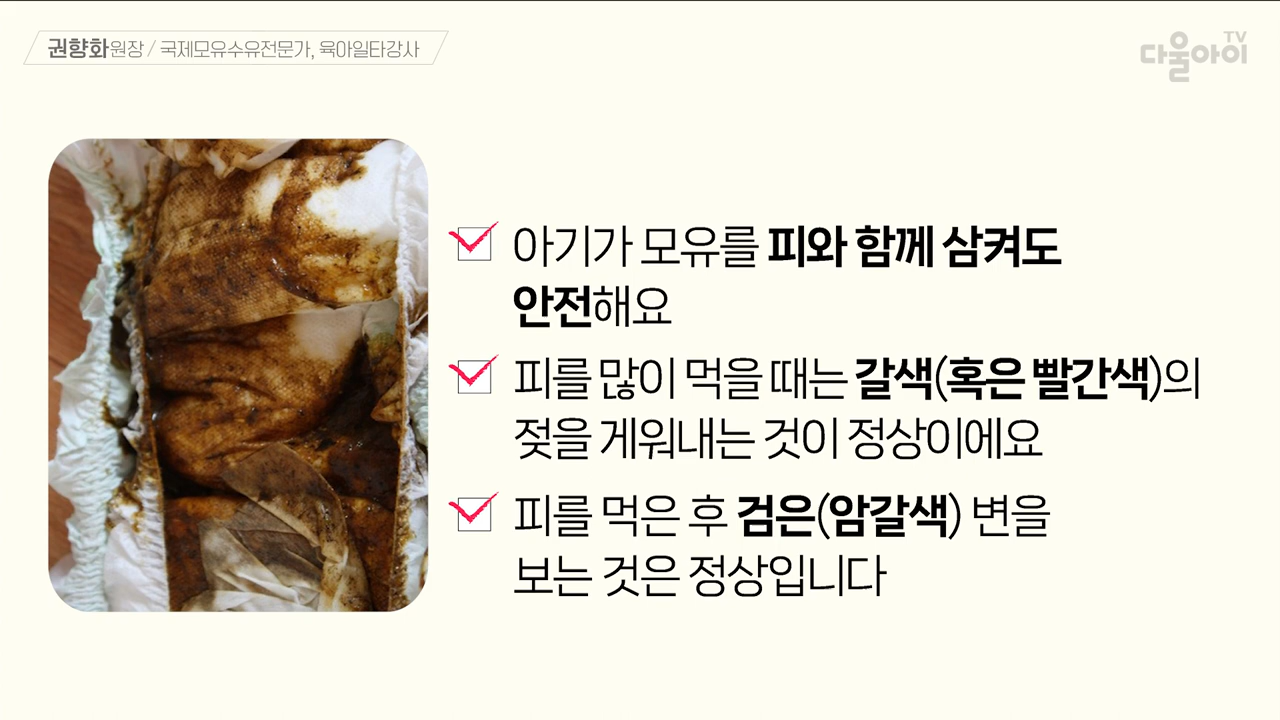 권향화원장 / 국제모유수유전문가, 육아일타강사
다울아이 TV
아기가 모유를 피와 함께 삼켜도
안전해요
피를 많이 먹을 때는 갈색(혹은 빨간색)의
젖을 게워내는 것이 정상이에요
피를 먹은 후 검은(암갈색) 변을
보는 것은 정상입니다